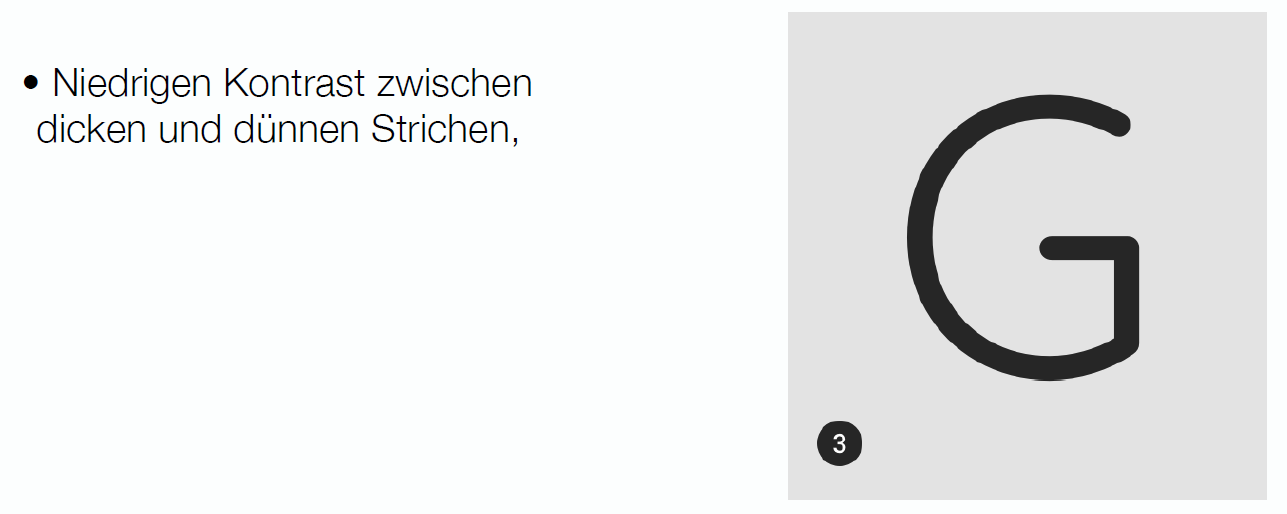 • Niedrigen Kontrast zwischen
dicken und dünnen Strichen,
G
3